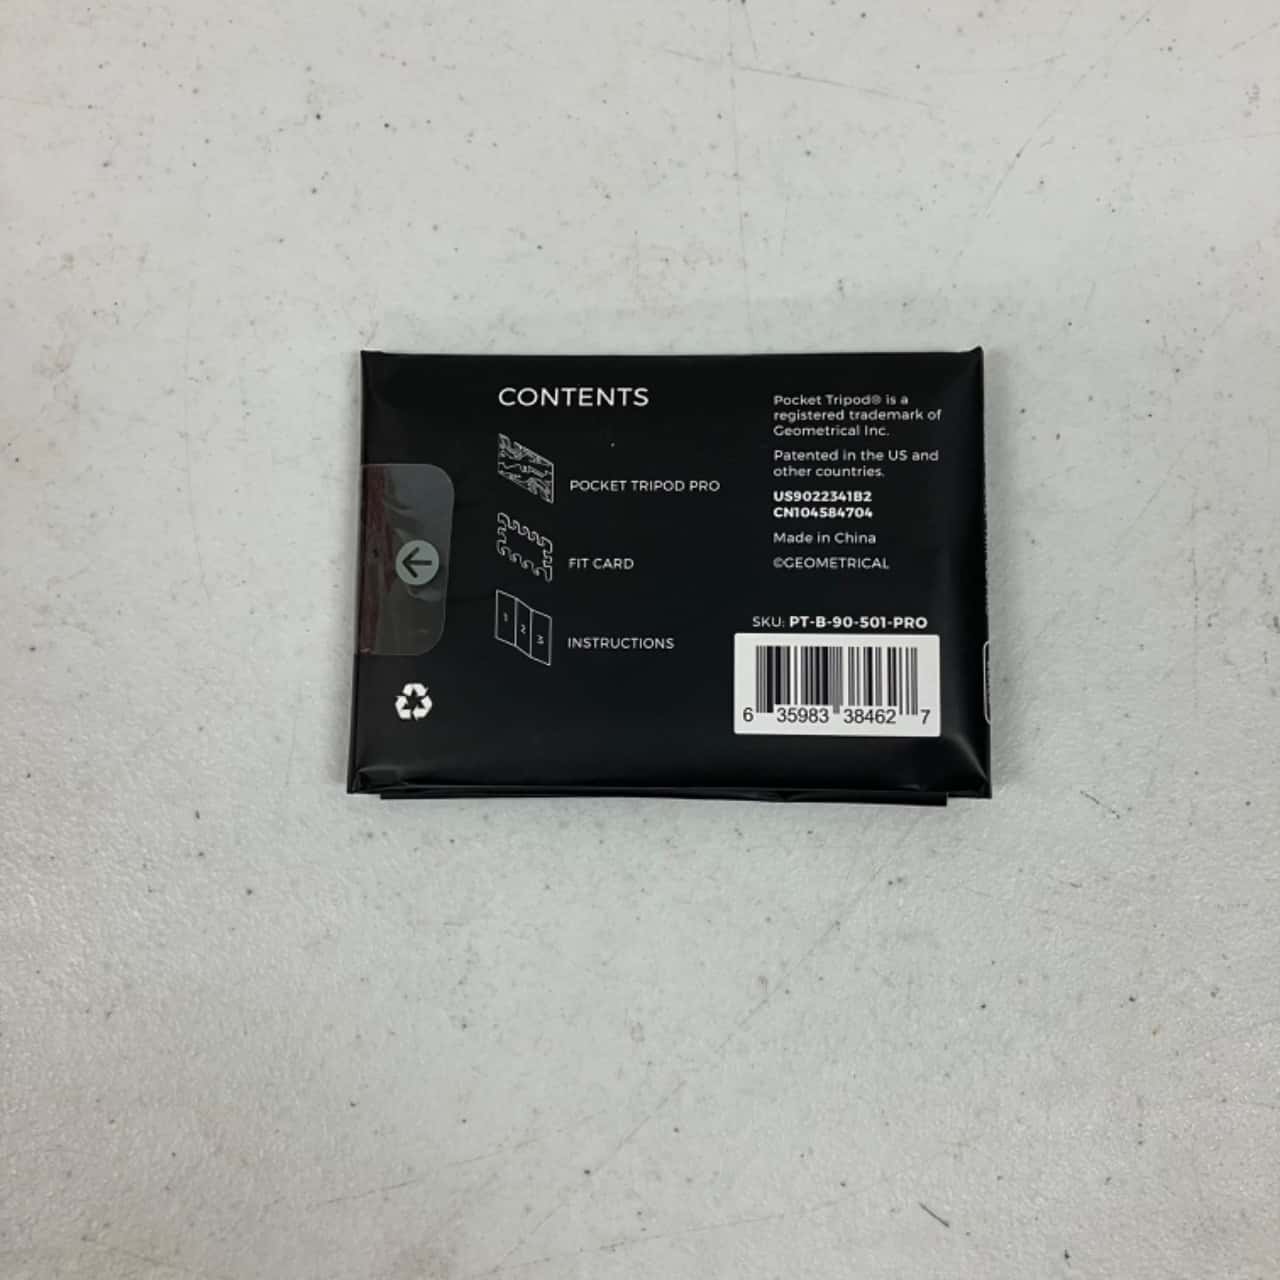 CONTENTS
POCKET TRIPOD PRO
FIT CARD
1 2 3
INSTRUCTIONS
Pocket Tripod® is a
registered trademark of
Geometrical Inc.
Patented in the US and
other countries.
US9022341B2
CN104584704
Made in China
©GEOMETRICAL
SKU: PT-B-90-501-PRO
6 35983 38462 7